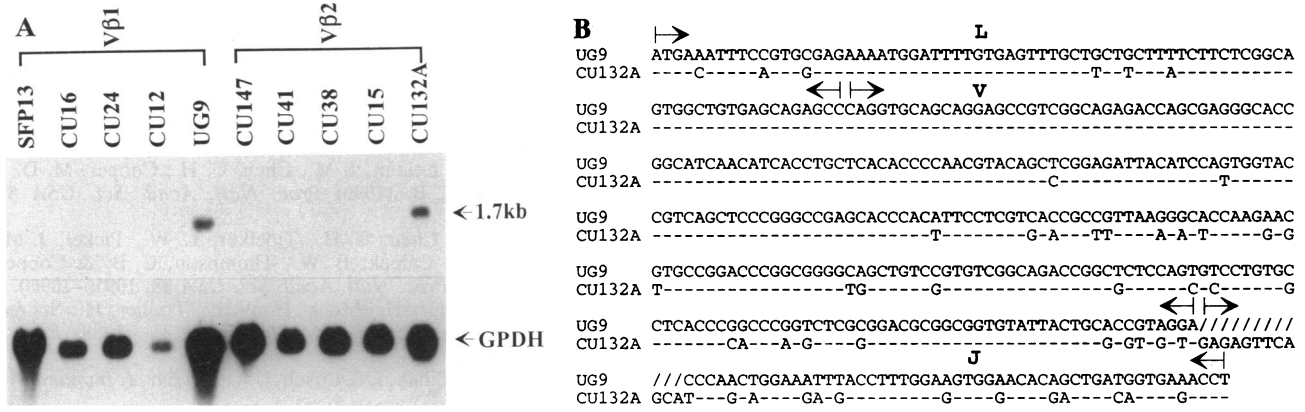 A
Vβ1
Vβ2
SFP13
CU16
CU24
CU12
UG9
CU147
CU41
CU38
CU15
CU132A
1.7kb
GPDH
B
L
UG9 ATGAAATTTCCGTGCGAGAAAATGGATTTTGTGAGTTTGCTGCTGCTTTTCTTCTCGGCA
CU132A ----C-----A---G--------------------------T--T---A-----------
V
UG9 GTGGCTGTGAGCAGAGCCCAGGTGCAGCAGGAGCCGTCGGCAGAGACCAGCGAGGGCACC
CU132A ------------------------------------------------------------
UG9 GGCATCAACATCACCTGCTCACACCCCAACGTACAGCTCGGAGATTACATCCAGTGGTAC
CU132A -------------------------------------C---------------T------
UG9 CGTCAGCTCCCGGGCCGAGCACCCACATTCCTCGTCACCGCCGTTAAGGGCACCAAGAAC
CU132A --------------------------T--------G-A---TT----A-A-T-----G-G
UG9 GTGCCGGACCCGGCGGGGCAGCTGTCCGTGTCGGCAGACCGGCTCTCCAGTGTCCTGTGC
CU132A T-----------------TG------G----------------G------C-C------G
UG9 CTCACCCGGCCCGGTCTCGCGGACGCGGCGGTGTATTACTGCACCGTAGGA/////////
CU132A -------CA---A-G----G----------------------G-GT-G-T-GAGAGTTCA
J
UG9 ///CCCAACTGGAAATTTACCTTTGGAAGTGGAACACAGCTGATGGTGAAACCT
CU132A GCAT---G-A----GA-G---------G----G----GA----CA----G----